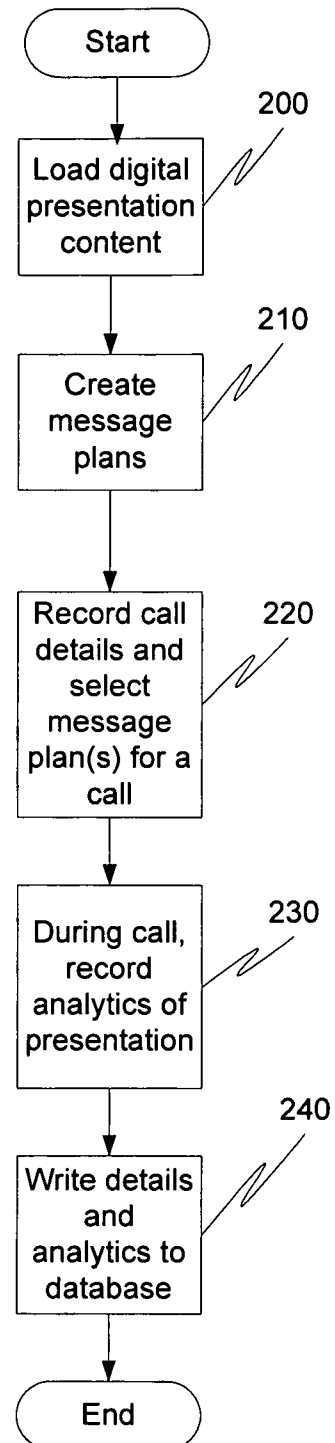 Start
200
Load digital
presentation
content
210
Create
message
plans
220
Record call
details and
select
message
plan(s) for a
call
230
During call,
record
analytics of
presentation
240
Write details
and
analytics to
database
End